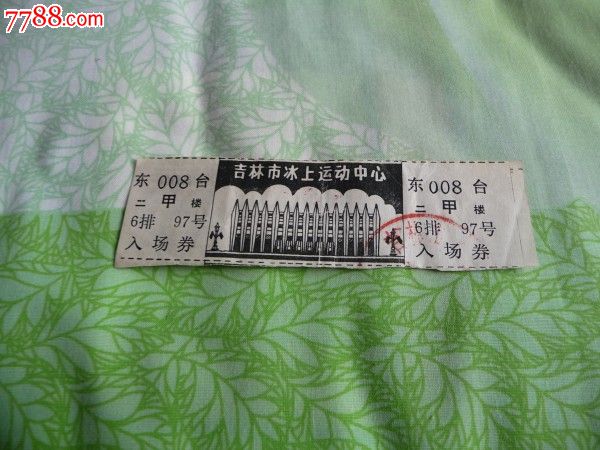 7788.com
吉林市冰上运动中心
东 008 台
二 甲 楼
6排 97号
入场券
东 008 台
二 甲 楼
6排 97号
入场券